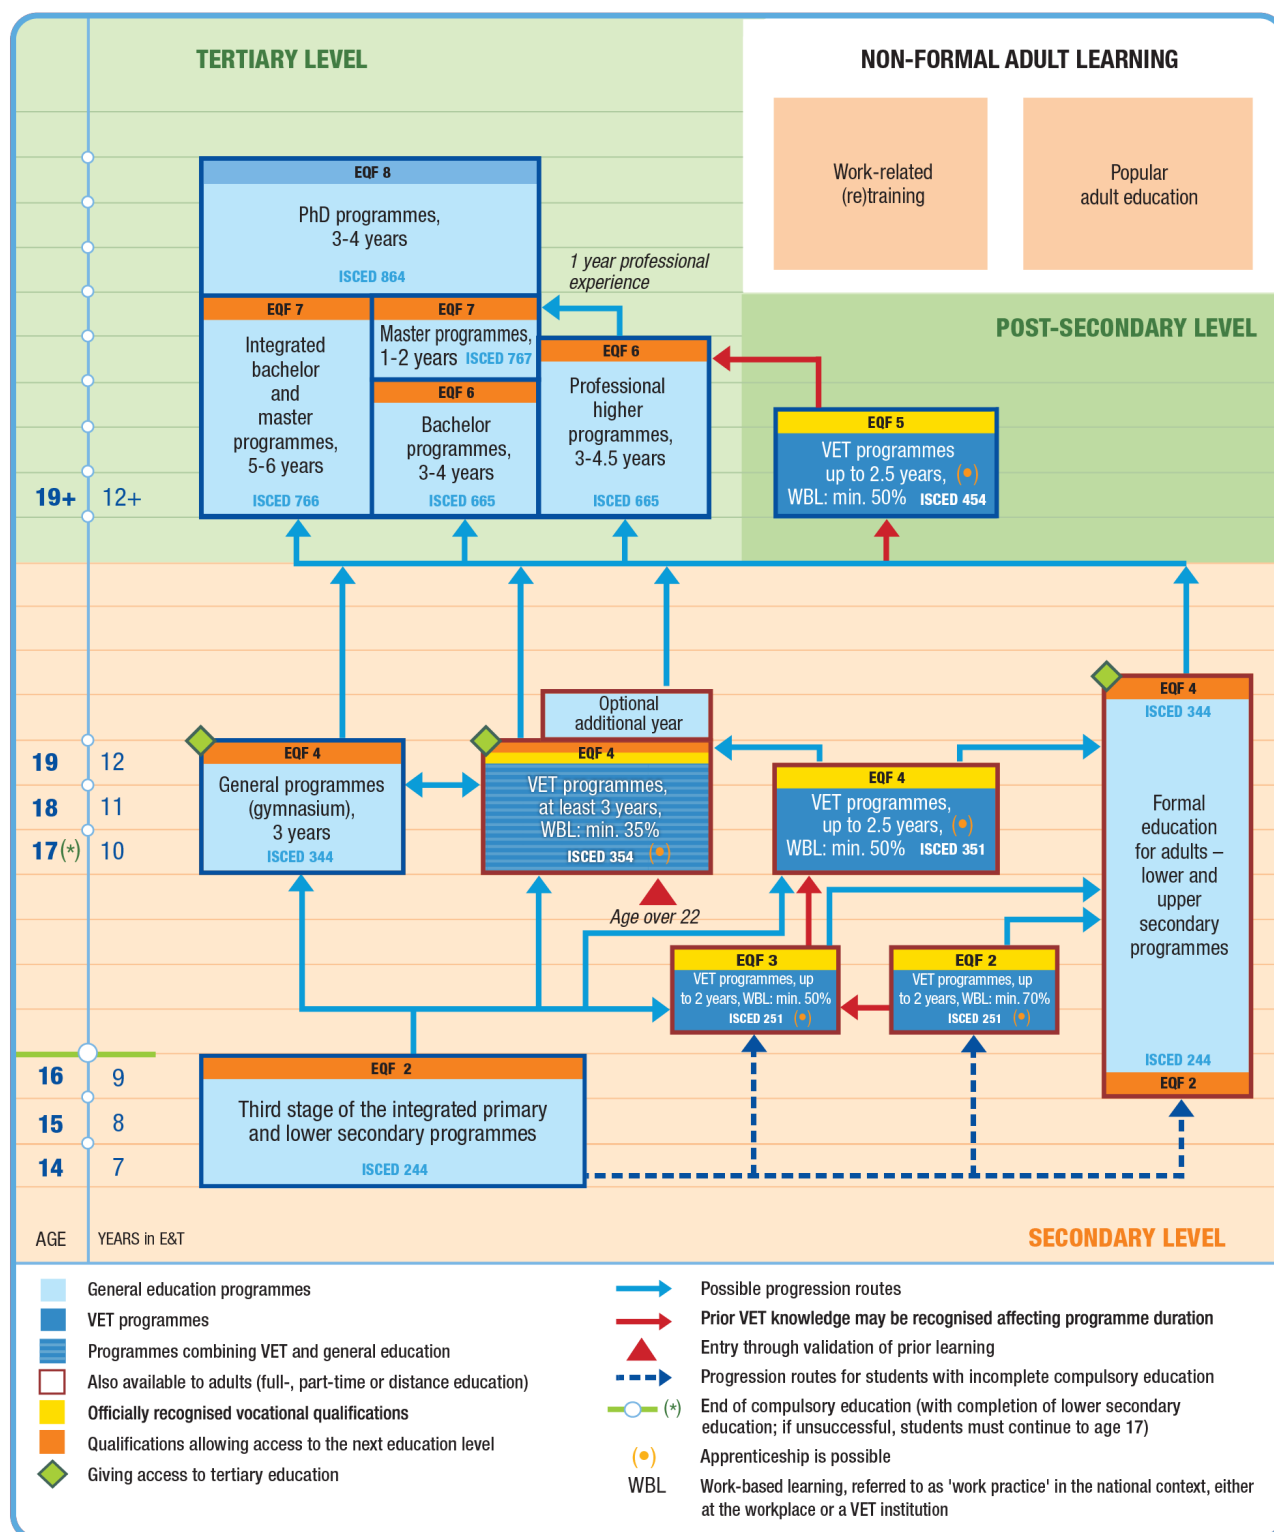 TERTIARY LEVEL
NON-FORMAL ADULT LEARNING
Work-related
(re)training
Popular
adult education
EQF 8
PhD programmes,
3-4 years
ISCED 864
1 year professional
experience
POST-SECONDARY LEVEL
EQF 7
Integrated
bachelor
and
master
programmes,
5-6 years
ISCED 766
EQF 7
Master programmes,
1-2 years ISCED 767
EQF 6
Bachelor
programmes,
3-4 years
ISCED 665
EQF 6
Professional
higher
programmes,
3-4.5 years
ISCED 665
EQF 5
VET programmes
up to 2.5 years, (•)
WBL: min. 50% ISCED 454
19+ 12+
Optional
additional year
EQF 4
General programmes
(gymnasium),
3 years
ISCED 344
EQF 4
VET programmes,
at least 3 years,
WBL: min. 35%
ISCED 354 (•)
Age over 22
EQF 4
VET programmes,
up to 2.5 years, (•)
WBL: min. 50% ISCED 351
EQF 4
ISCED 344
Formal
education
for adults –
lower and
upper
secondary
programmes
ISCED 244
EQF 2
19 12
18 11
17(*) 10
EQF 3
VET programmes, up
to 2 years, WBL: min. 50%
ISCED 251 (•)
EQF 2
VET programmes, up
to 2 years, WBL: min. 70%
ISCED 251 (•)
EQF 2
Third stage of the integrated primary
and lower secondary programmes
ISCED 244
16 9
15 8
14 7
AGE YEARS in E&T
SECONDARY LEVEL
General education programmes
VET programmes
Programmes combining VET and general education
Also available to adults (full-, part-time or distance education)
Officially recognised vocational qualifications
Qualifications allowing access to the next education level
Giving access to tertiary education
Possible progression routes
Prior VET knowledge may be recognised affecting programme duration
Entry through validation of prior learning
Progression routes for students with incomplete compulsory education
(*) End of compulsory education (with completion of lower secondary
education; if unsuccessful, students must continue to age 17)
(•) Apprenticeship is possible
WBL Work-based learning, referred to as 'work practice' in the national context, either
at the workplace or a VET institution